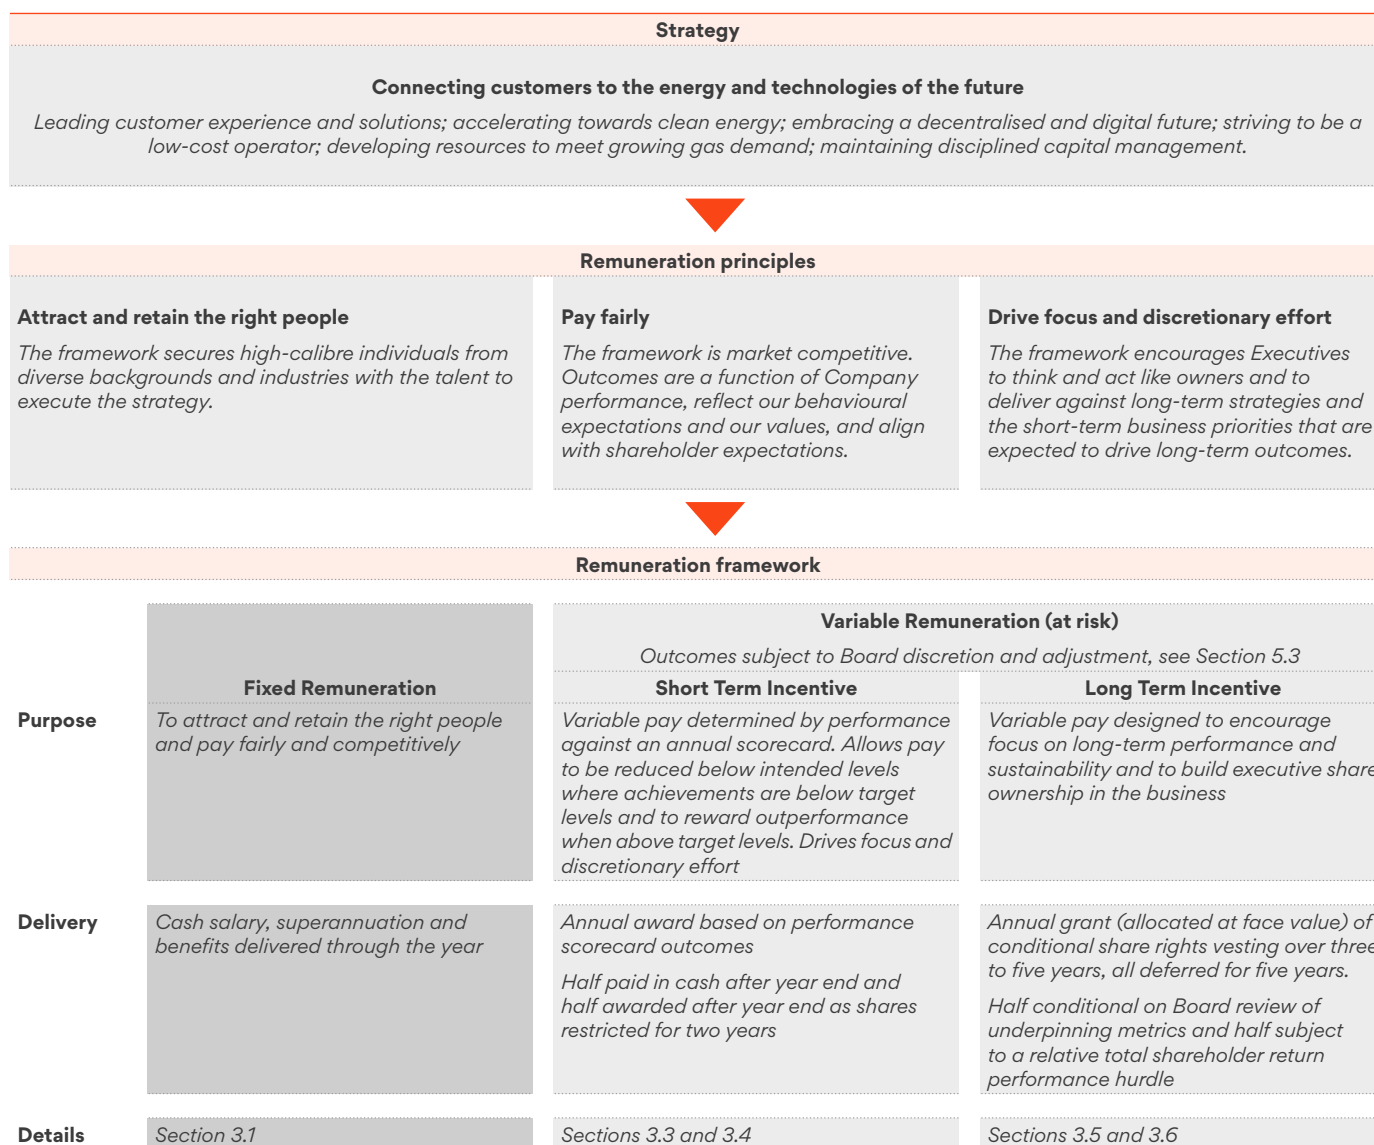 Strategy
Connecting customers to the energy and technologies of the future
Leading customer experience and solutions; accelerating towards clean energy; embracing a decentralised and digital future; striving to be a
low-cost operator; developing resources to meet growing gas demand; maintaining disciplined capital management.
Remuneration principles
Attract and retain the right people
The framework secures high-calibre individuals from
diverse backgrounds and industries with the talent to
execute the strategy.
Pay fairly
The framework is market competitive.
Outcomes are a function of Company
performance, reflect our behavioural
expectations and our values, and align
with shareholder expectations.
Drive focus and discretionary effort
The framework encourages Executives
to think and act like owners and to
deliver against long-term strategies and
the short-term business priorities that are
expected to drive long-term outcomes.
Remuneration framework
Variable Remuneration (at risk)
Outcomes subject to Board discretion and adjustment, see Section 5.3
Fixed Remuneration
Short Term Incentive
Long Term Incentive
Purpose
To attract and retain the right people
and pay fairly and competitively
Variable pay determined by performance
against an annual scorecard. Allows pay
to be reduced below intended levels
where achievements are below target
levels and to reward outperformance
when above target levels. Drives focus and
discretionary effort
Variable pay designed to encourage
focus on long-term performance and
sustainability and to build executive share
ownership in the business
Delivery
Cash salary, superannuation and
benefits delivered through the year
Annual award based on performance
scorecard outcomes
Half paid in cash after year end and
half awarded after year end as shares
restricted for two years
Annual grant (allocated at face value) of
conditional share rights vesting over three
to five years, all deferred for five years.
Half conditional on Board review of
underpinning metrics and half subject
to a relative total shareholder return
performance hurdle
Details
Section 3.1
Sections 3.3 and 3.4
Sections 3.5 and 3.6